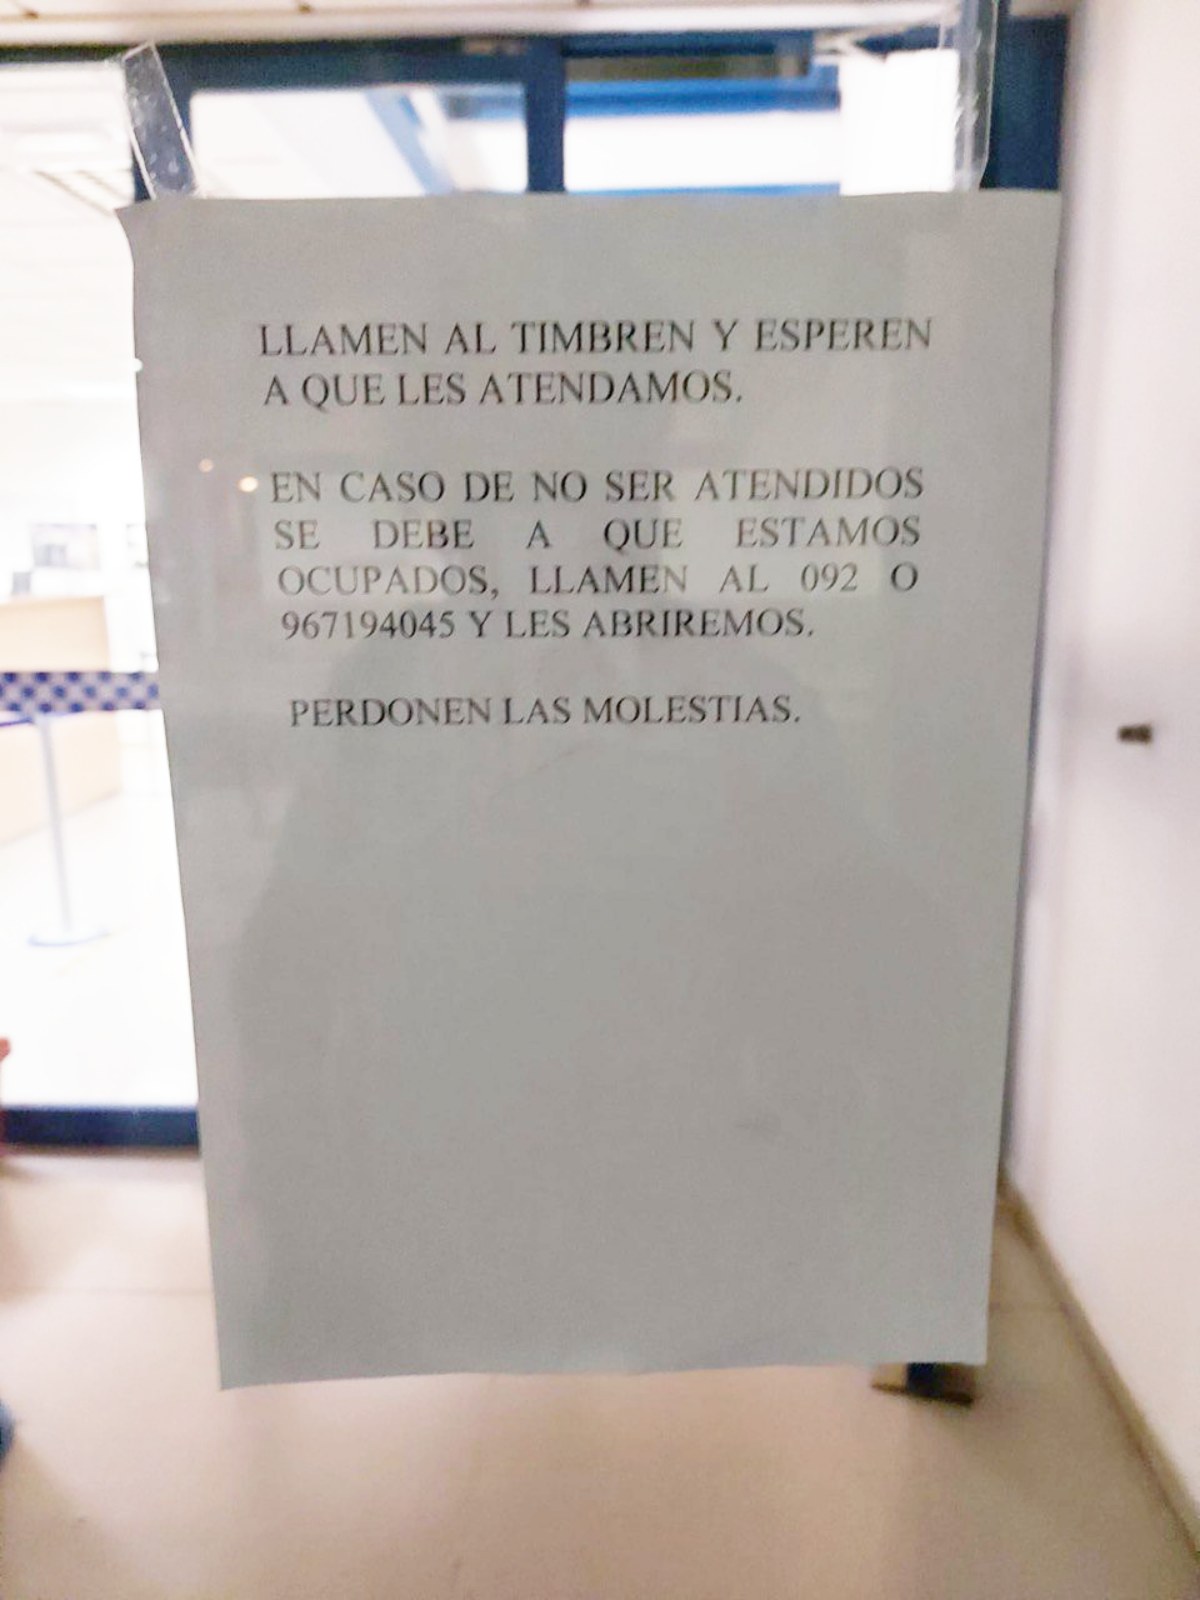 LLAMEN AL TIMBREN Y ESPEREN
A QUE LES ATENDAMOS.
EN CASO DE NO SER ATENDIDOS
SE DEBE A QUE ESTAMOS
OCUPADOS, LLAMEN AL 092 O
967194045 Y LES ABRIREMOS.
PERDONEN LAS MOLESTIAS.